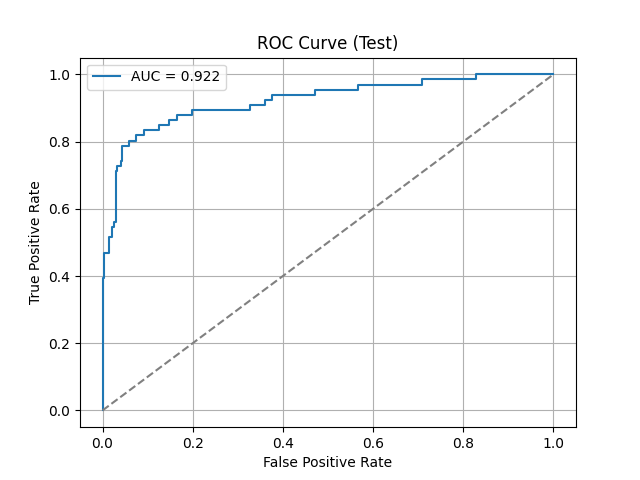 ROC Curve (Test)
AUC = 0.922
True Positive Rate
1.0
0.8
0.6
0.4
0.2
0.0
0.0 0.2 0.4 0.6 0.8 1.0
False Positive Rate